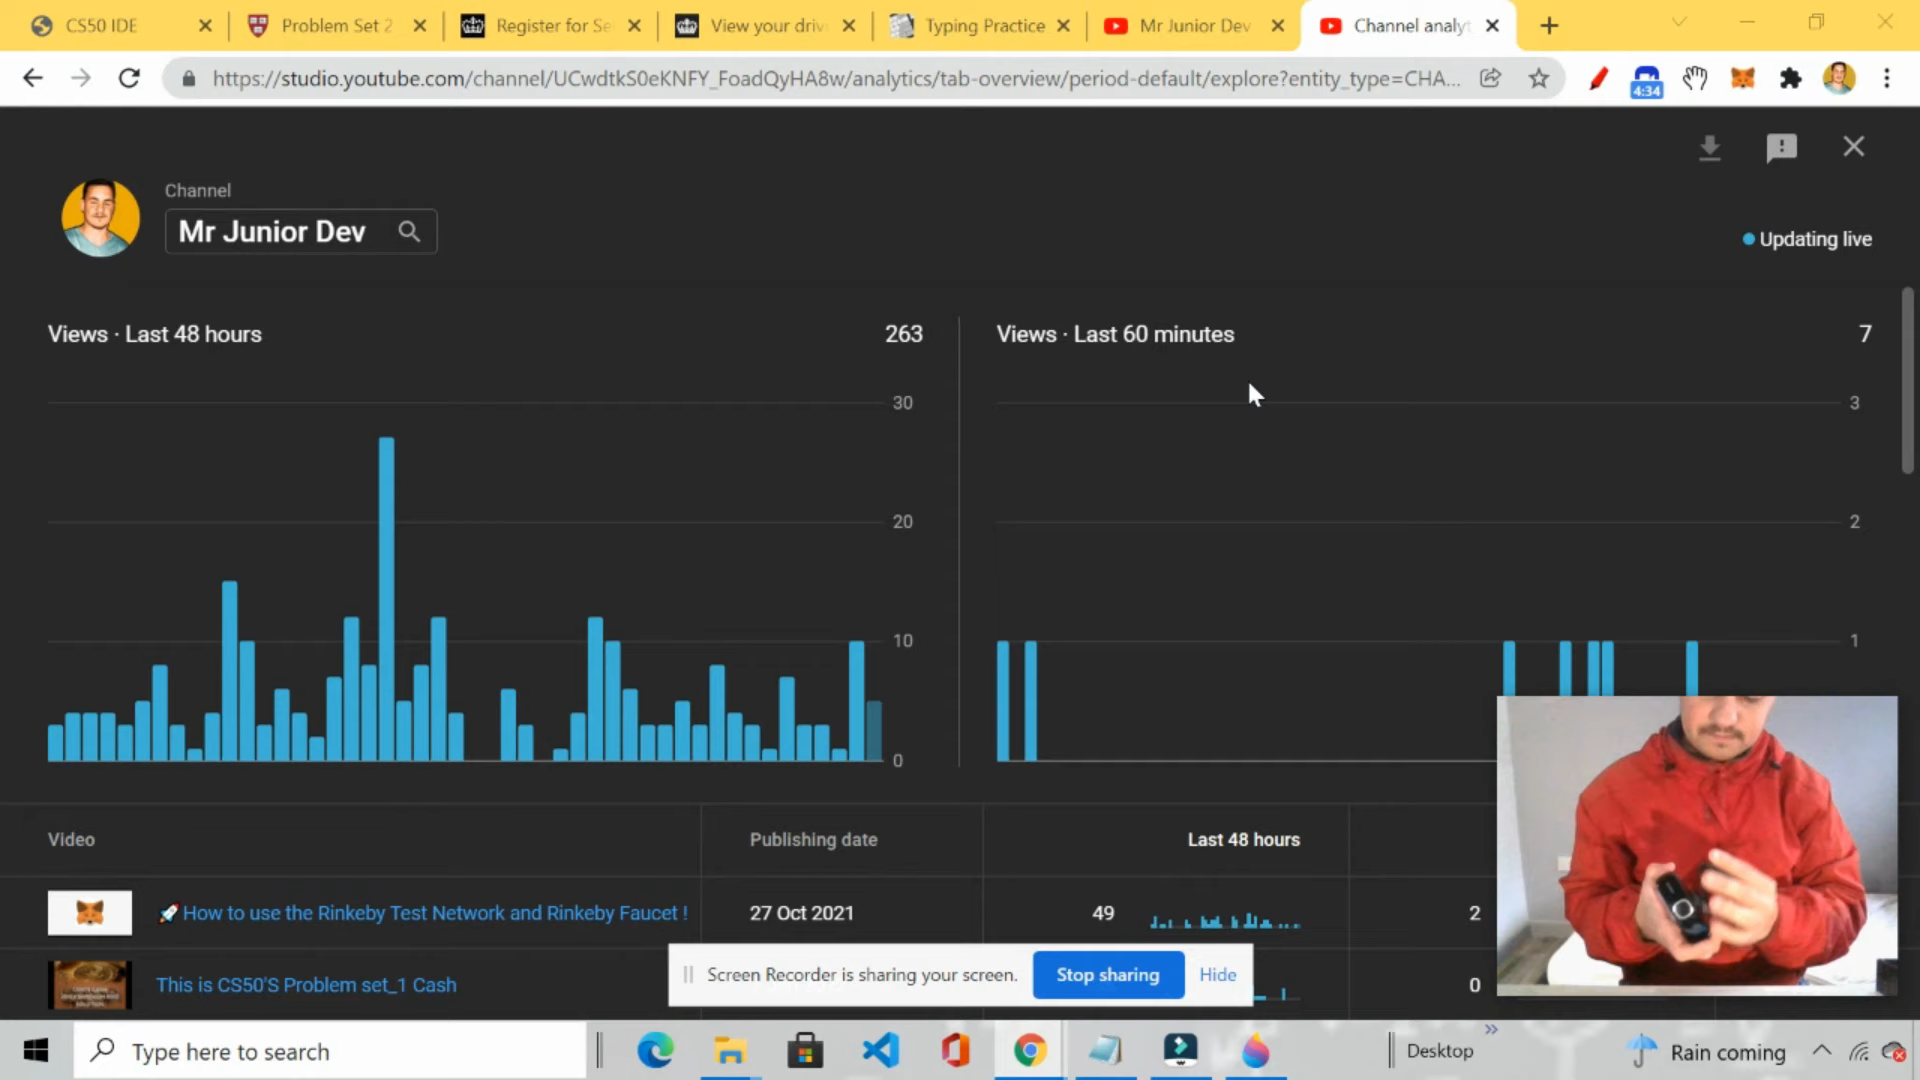 CS50 IDE
Problem Set 2
Register for Se
View your driv
Typing Practice
Mr Junior Dev
Channel analyt
https://studio.youtube.com/channel/UCwdtkS0eKNFY_FoadQyHA8w/analytics/tab-overview/period-default/explore?entity_type=CHA...
4:34
Channel
Mr Junior Dev
Updating live
Views · Last 48 hours
263
Views · Last 60 minutes
7
30
20
10
0
3
2
1
Video
Publishing date
Last 48 hours
How to use the Rinkeby Test Network and Rinkeby Faucet !
27 Oct 2021
49
2
This is CS50'S Problem set_1 Cash
0
Screen Recorder is sharing your screen.
Stop sharing
Hide
Type here to search
Desktop
Rain coming